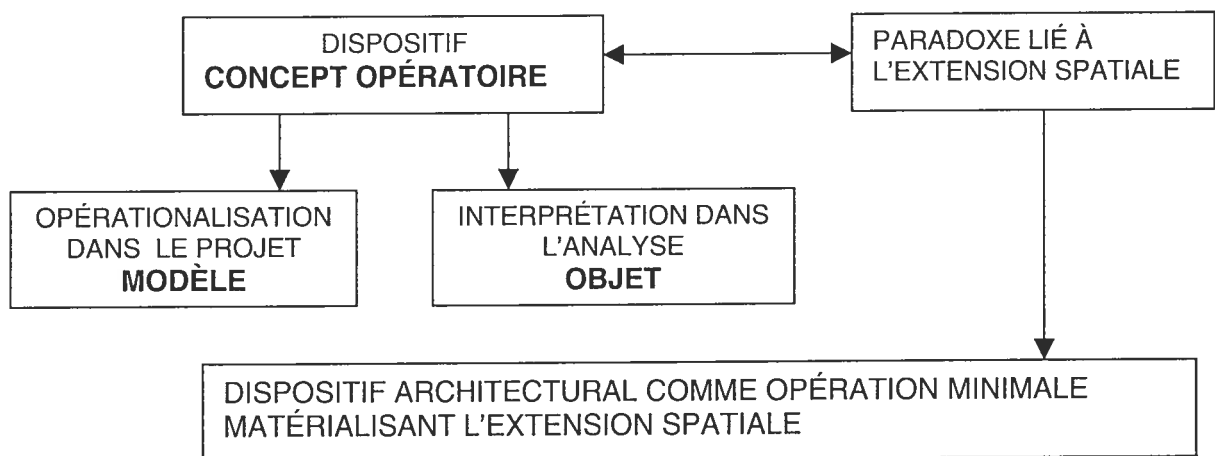 DISPOSITIF
CONCEPT OPÉRATOIRE
PARADOXE LIÉ À
L'EXTENSION SPATIALE
OPÉRATIONALISATION
DANS LE PROJET
MODÈLE
INTERPRÉTATION DANS
L'ANALYSE
OBJET
DISPOSITIF ARCHITECTURAL COMME OPÉRATION MINIMALE
MATÉRIALISANT L'EXTENSION SPATIALE